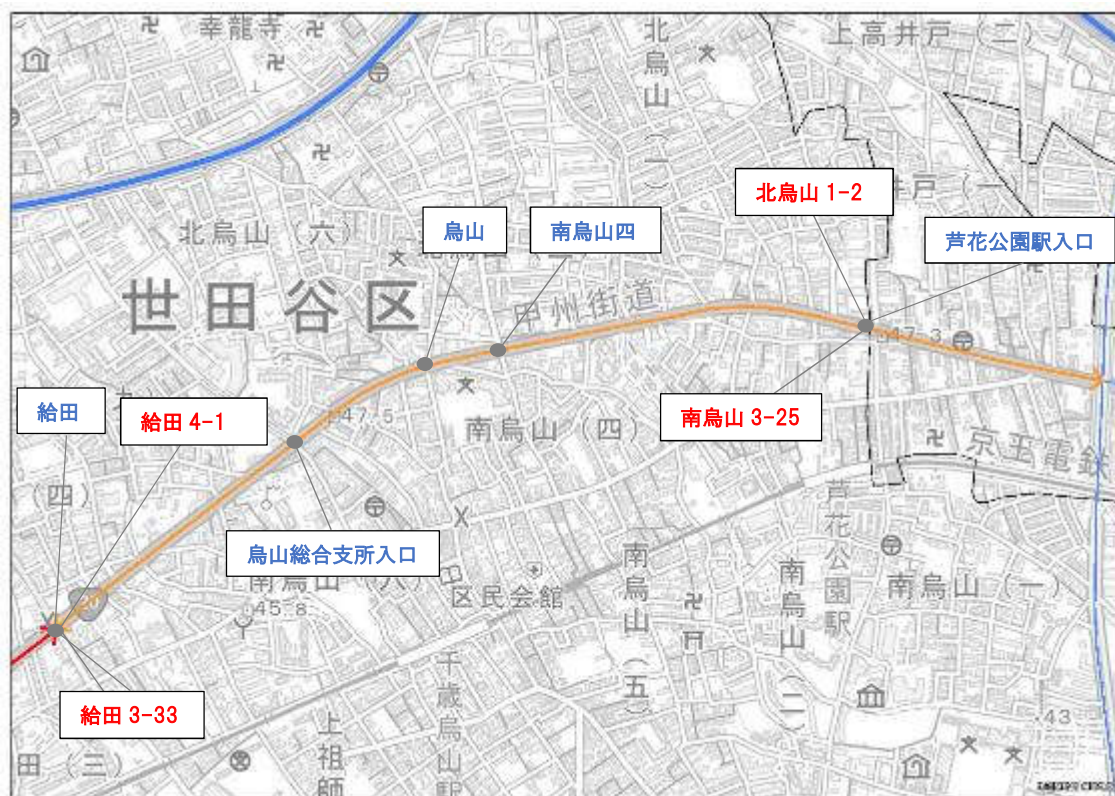 幸龍寺
北烏山（一）
上高井戸（二）
北烏山 1-2
井戸（一
烏山
南烏山四
芦花公園駅入口
北烏山（六）
世田谷区
甲州街道
47.3
給田
給田 4-1
47.5
南烏山（四）
南烏山 3-25
京王電鉄
（四）
烏山総合支所入口
南烏山（六）
45.8
区民会館
南烏山（五）
南烏山（二）
芦花公園駅
南烏山（一）
給田 3-33
千歳烏山駅
上祖師
43
田（三）